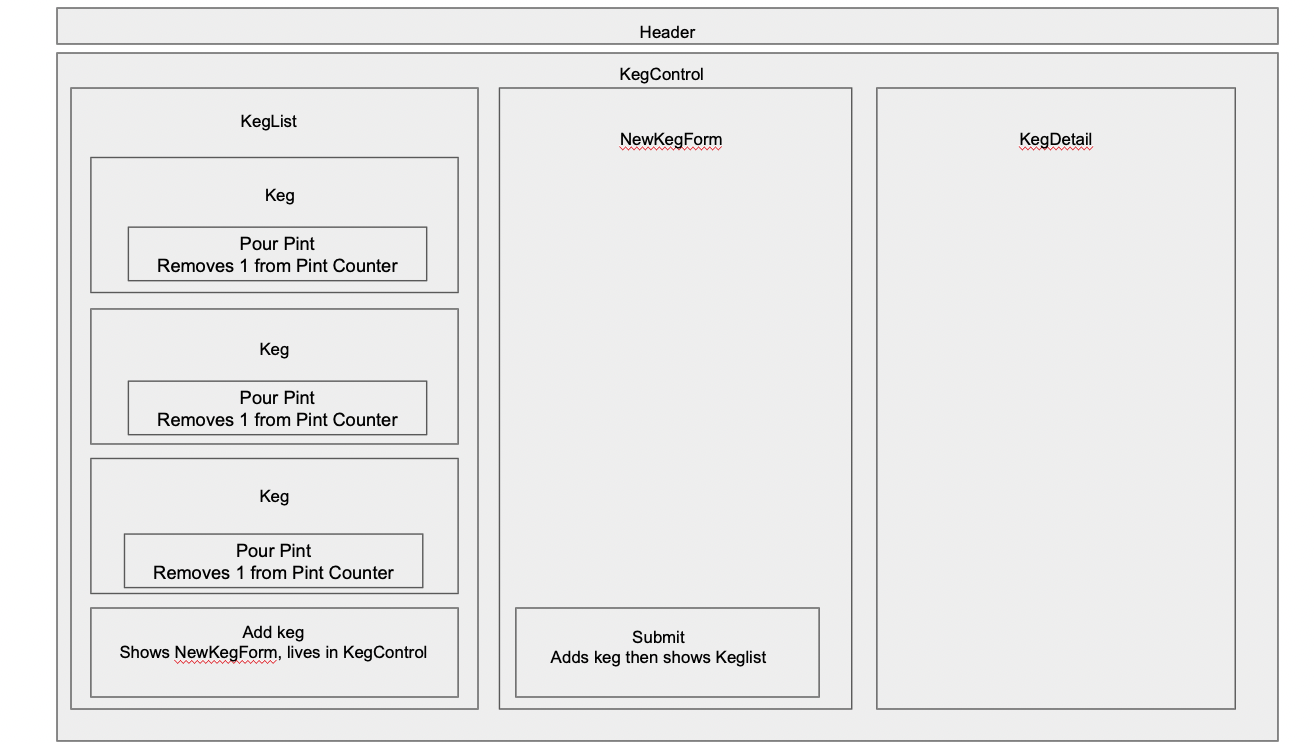 Header
KegControl
KegList
Keg
Pour Pint
Removes 1 from Pint Counter
Keg
Pour Pint
Removes 1 from Pint Counter
Keg
Pour Pint
Removes 1 from Pint Counter
Add keg
Shows NewKegForm, lives in KegControl
NewKegForm
Submit
Adds keg then shows Keglist
KegDetail